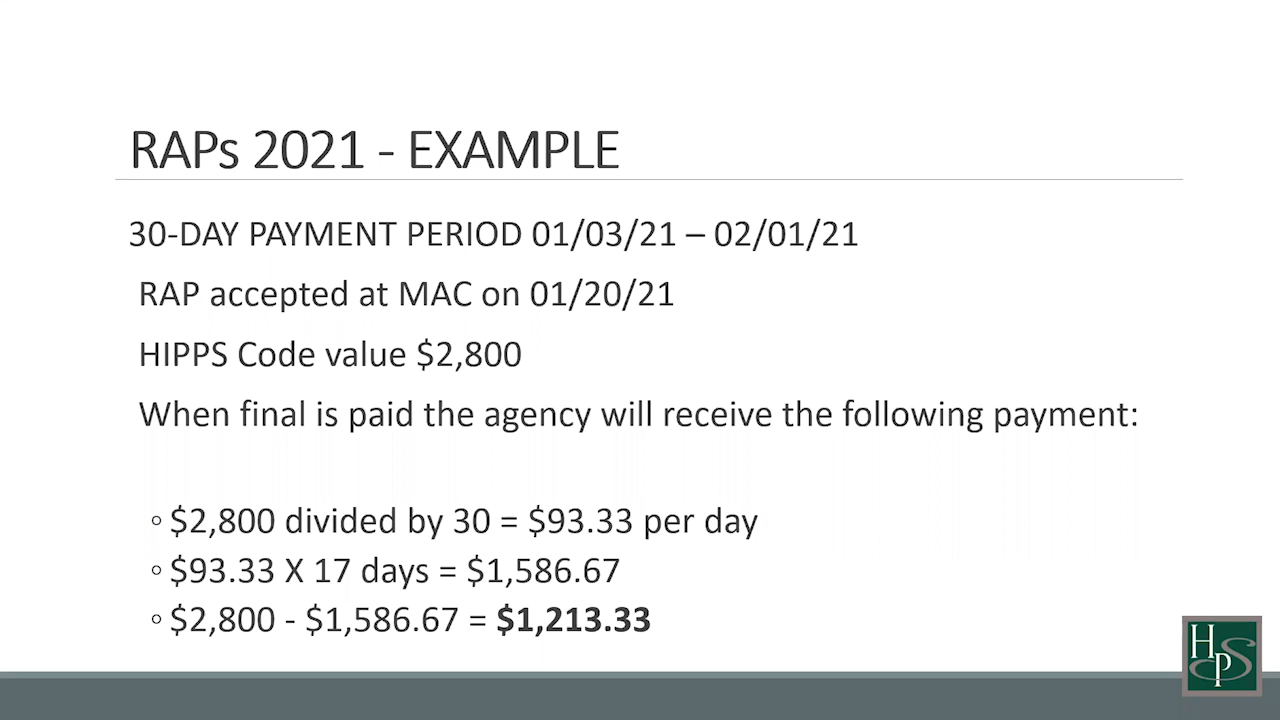 RAPs 2021 - EXAMPLE
30-DAY PAYMENT PERIOD 01/03/21 – 02/01/21
RAP accepted at MAC on 01/20/21
HIPPS Code value $2,800
When final is paid the agency will receive the following payment:
◦ $2,800 divided by 30 = $93.33 per day
◦ $93.33 X 17 days = $1,586.67
◦ $2,800 - $1,586.67 = $1,213.33
HPS